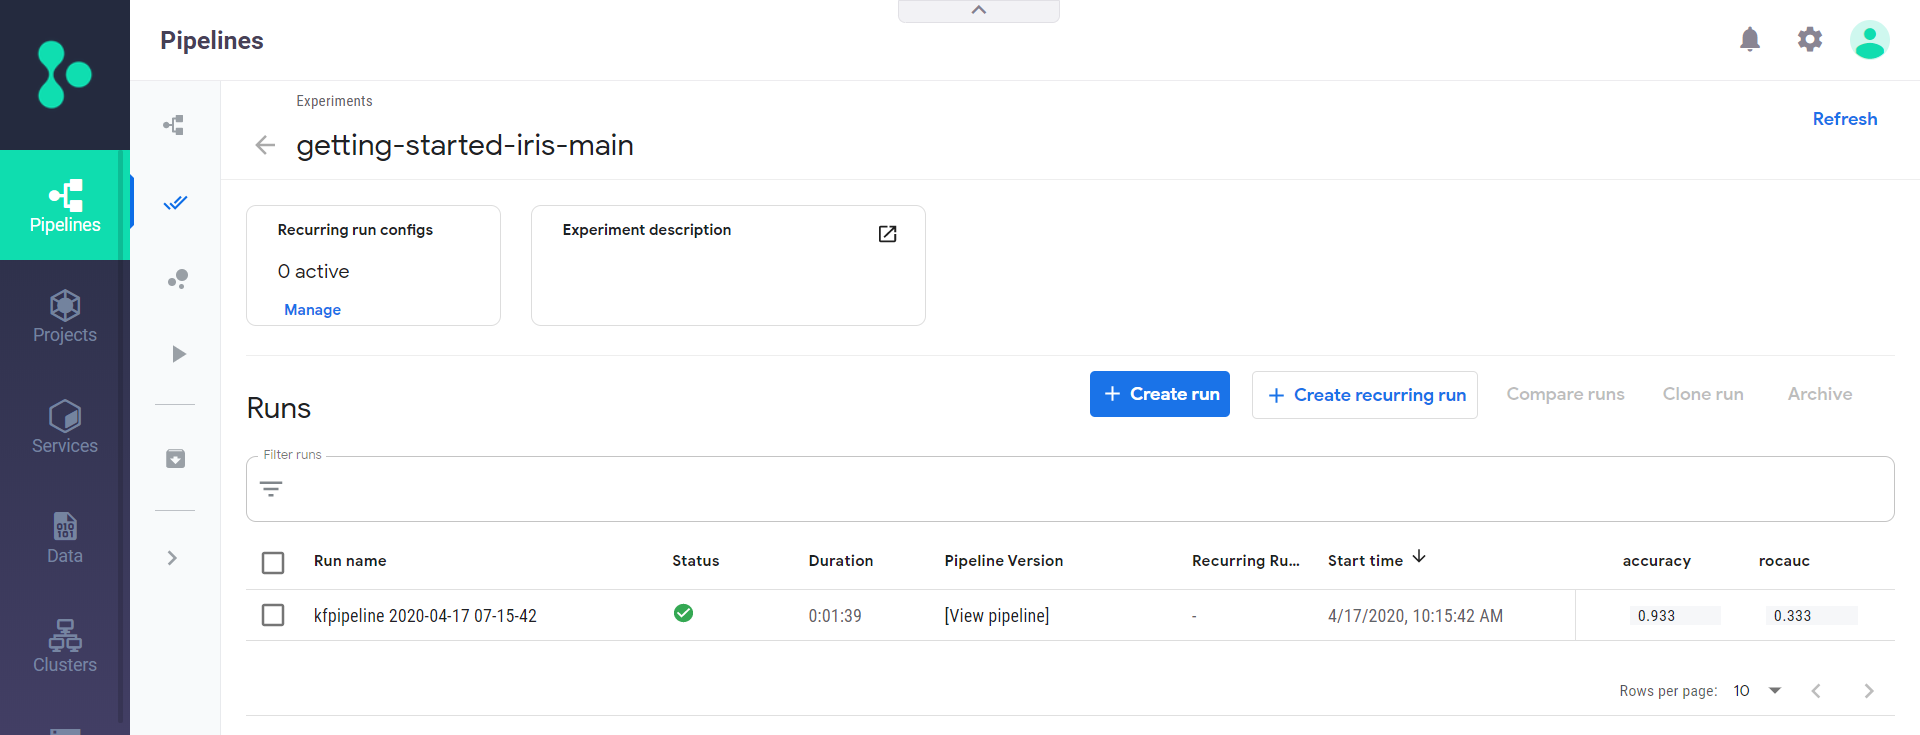 Pipelines
Experiments
getting-started-iris-main
Refresh
Pipelines
Projects
Services
Data
010
101
Clusters
Recurring run configs
0 active
Manage
Experiment description
Runs
Create run
Create recurring run
Compare runs
Clone run
Archive
Filter runs
Run name Status Duration Pipeline Version Recurring Ru... Start time accuracy rocauc
kfpipeline 2020-04-17 07-15-42 0:01:39 [View pipeline] - 4/17/2020, 10:15:42 AM 0.933 0.333
Rows per page: 10